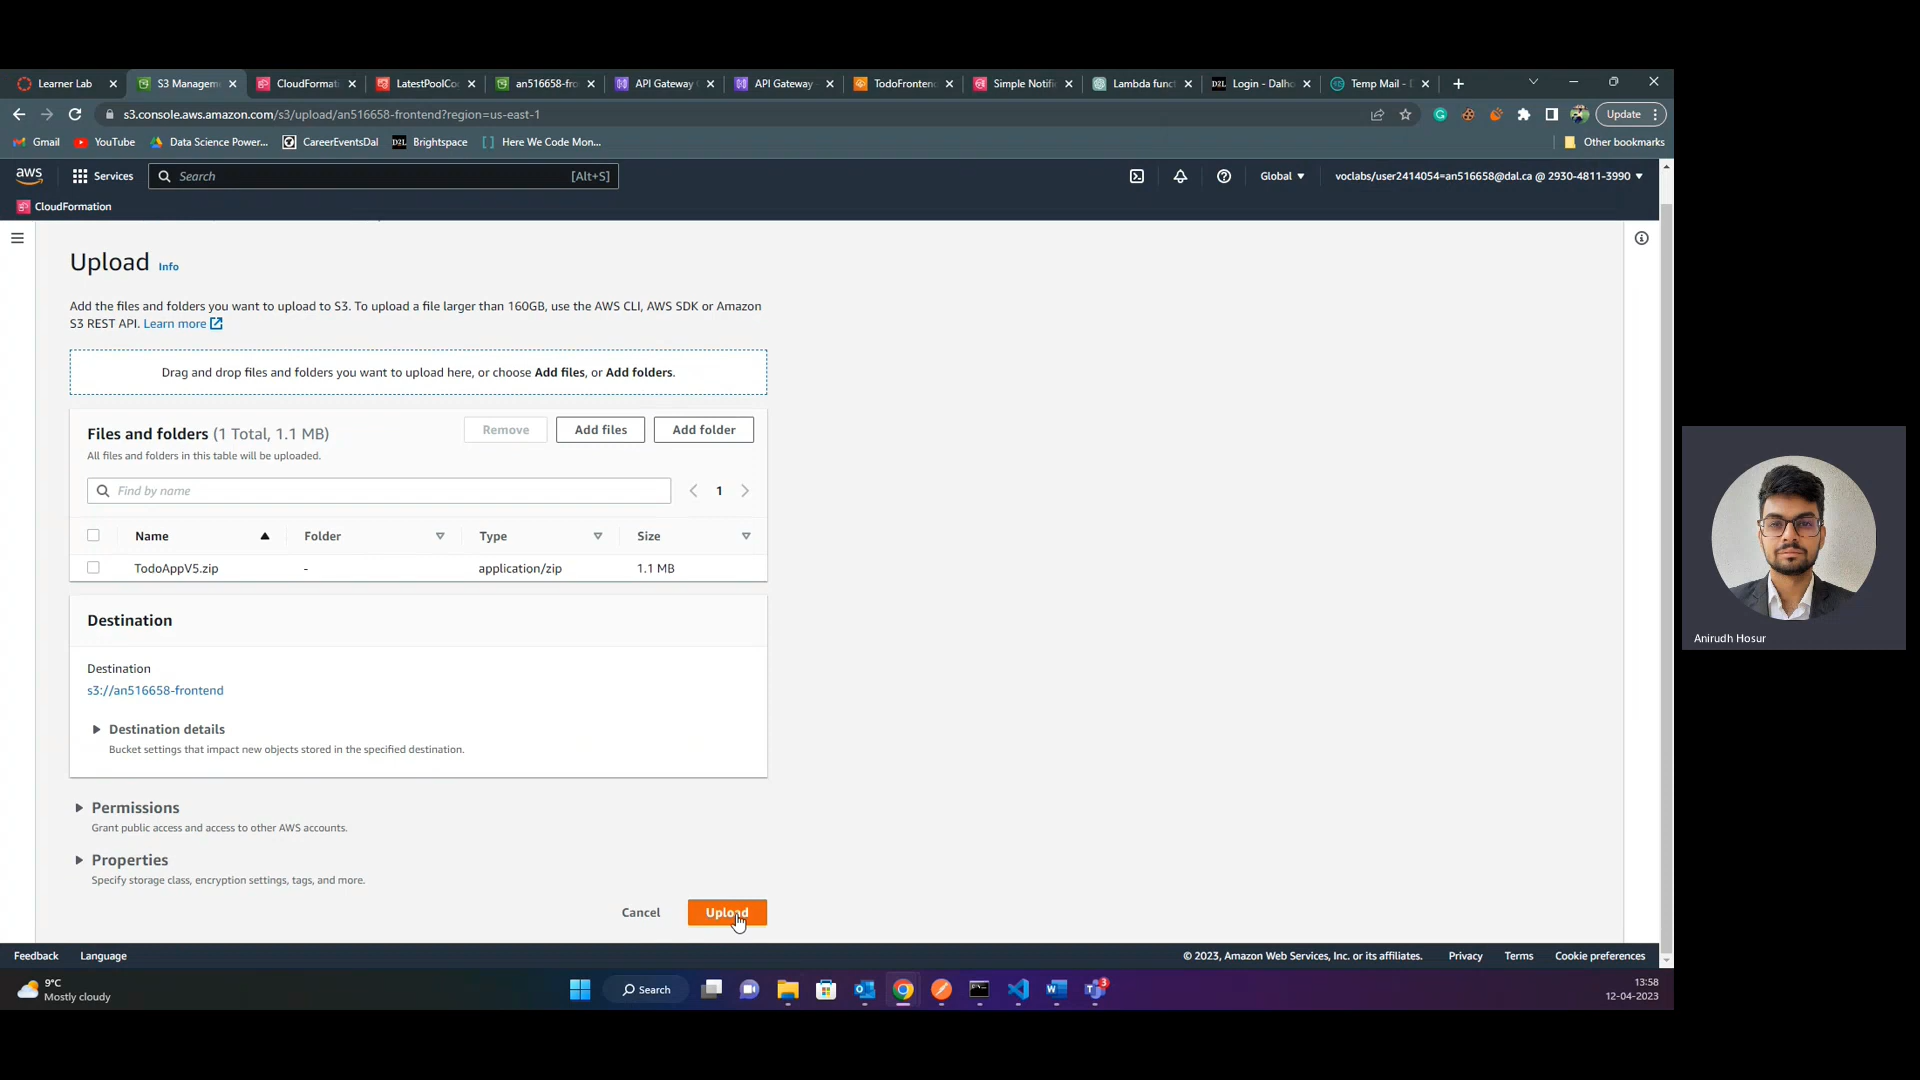 Learner Lab
S3 Manageme
CloudFormati
LatestPoolCo
an516658-fro
API Gateway
API Gateway -
TodoFronten
Simple Notifi
Lambda funct
D2L Login - Dalho
Temp Mail - D
s3.console.aws.amazon.com/s3/upload/an516658-frontend?region=us-east-1
Update
Gmail
YouTube
Data Science Power...
CareerEventsDal
D2L Brightspace
Here We Code Mon...
Other bookmarks
aws
Services
Search
[Alt+S]
Global
voclabs/user2414054=an516658@dal.ca @ 2930-4811-3990
CloudFormation
Upload Info
Add the files and folders you want to upload to S3. To upload a file larger than 160GB, use the AWS CLI, AWS SDK or Amazon
S3 REST API. Learn more
Drag and drop files and folders you want to upload here, or choose Add files, or Add folders.
Files and folders (1 Total, 1.1 MB)
Remove
Add files
Add folder
All files and folders in this table will be uploaded.
Find by name
1
Name
Folder
Type
Size
TodoAppV5.zip
-
application/zip
1.1 MB
Destination
Destination
s3://an516658-frontend
Destination details
Bucket settings that impact new objects stored in the specified destination.
Permissions
Grant public access and access to other AWS accounts.
Properties
Specify storage class, encryption settings, tags, and more.
Cancel
Upload
Anirudh Hosur
Feedback
Language
© 2023, Amazon Web Services, Inc. or its affiliates.
Privacy
Terms
Cookie preferences
9°C
Mostly cloudy
Search
3
13:58
12-04-2023